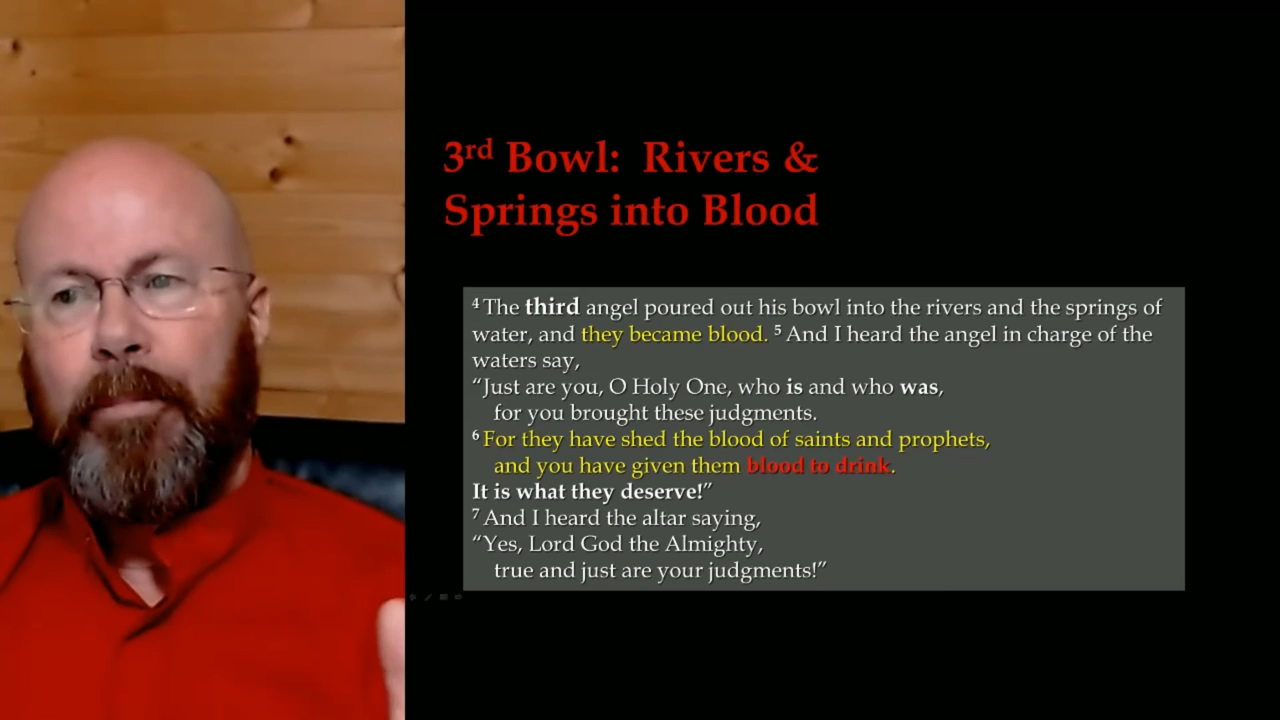 3rd Bowl: Rivers &
Springs into Blood
4 The third angel poured out his bowl into the rivers and the springs of
water, and they became blood. 5 And I heard the angel in charge of the
waters say,
“Just are you, O Holy One, who is and who was,
for you brought these judgments.
6 For they have shed the blood of saints and prophets,
and you have given them blood to drink.
It is what they deserve!”
7 And I heard the altar saying,
“Yes, Lord God the Almighty,
true and just are your judgments!”